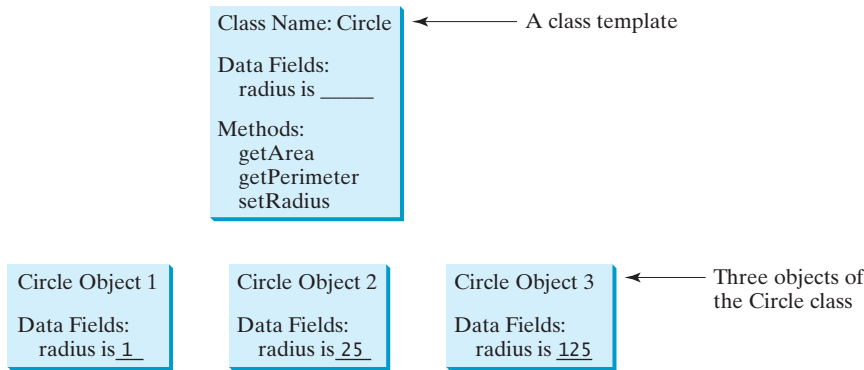 Class Name: Circle
A class template
Data Fields:
radius is _____
Methods:
getArea
getPerimeter
setRadius
Circle Object 1
Data Fields:
radius is 1
Circle Object 2
Data Fields:
radius is 25
Circle Object 3
Data Fields:
radius is 125
Three objects of
the Circle class